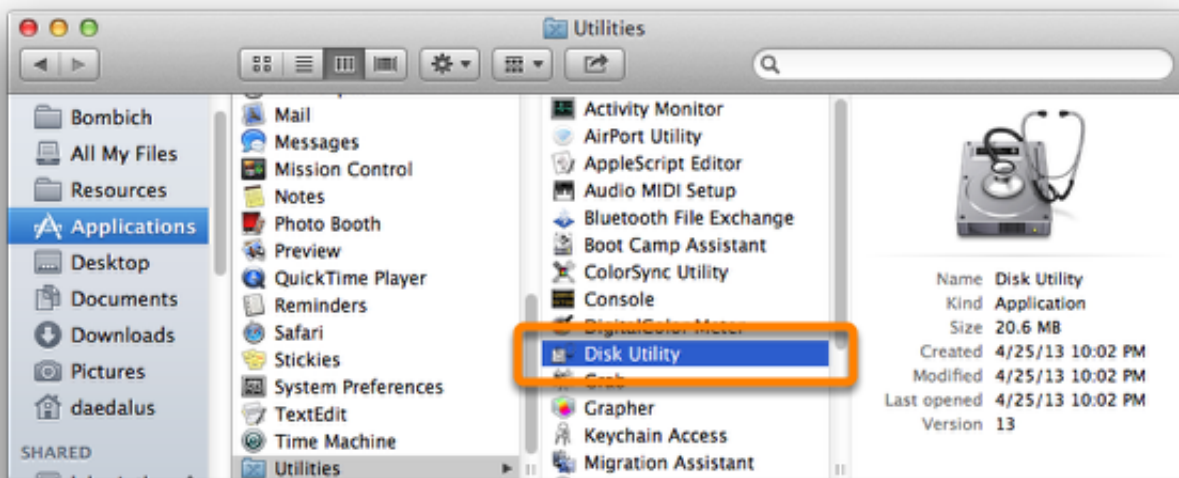 Utilities
Bombich
All My Files
Resources
Applications
Desktop
Documents
Downloads
Pictures
daedalus
SHARED
Mail
Messages
Mission Control
Notes
Photo Booth
Preview
QuickTime Player
Reminders
Safari
Stickies
System Preferences
TextEdit
Time Machine
Utilities
Activity Monitor
AirPort Utility
AppleScript Editor
Audio MIDI Setup
Bluetooth File Exchange
Boot Camp Assistant
ColorSync Utility
Console
DigitalColor Meter
Disk Utility
Grab
Grapher
Keychain Access
Migration Assistant
Name Disk Utility
Kind Application
Size 20.6 MB
Created 4/25/13 10:02 PM
Modified 4/25/13 10:02 PM
Last opened 4/25/13 10:02 PM
Version 13